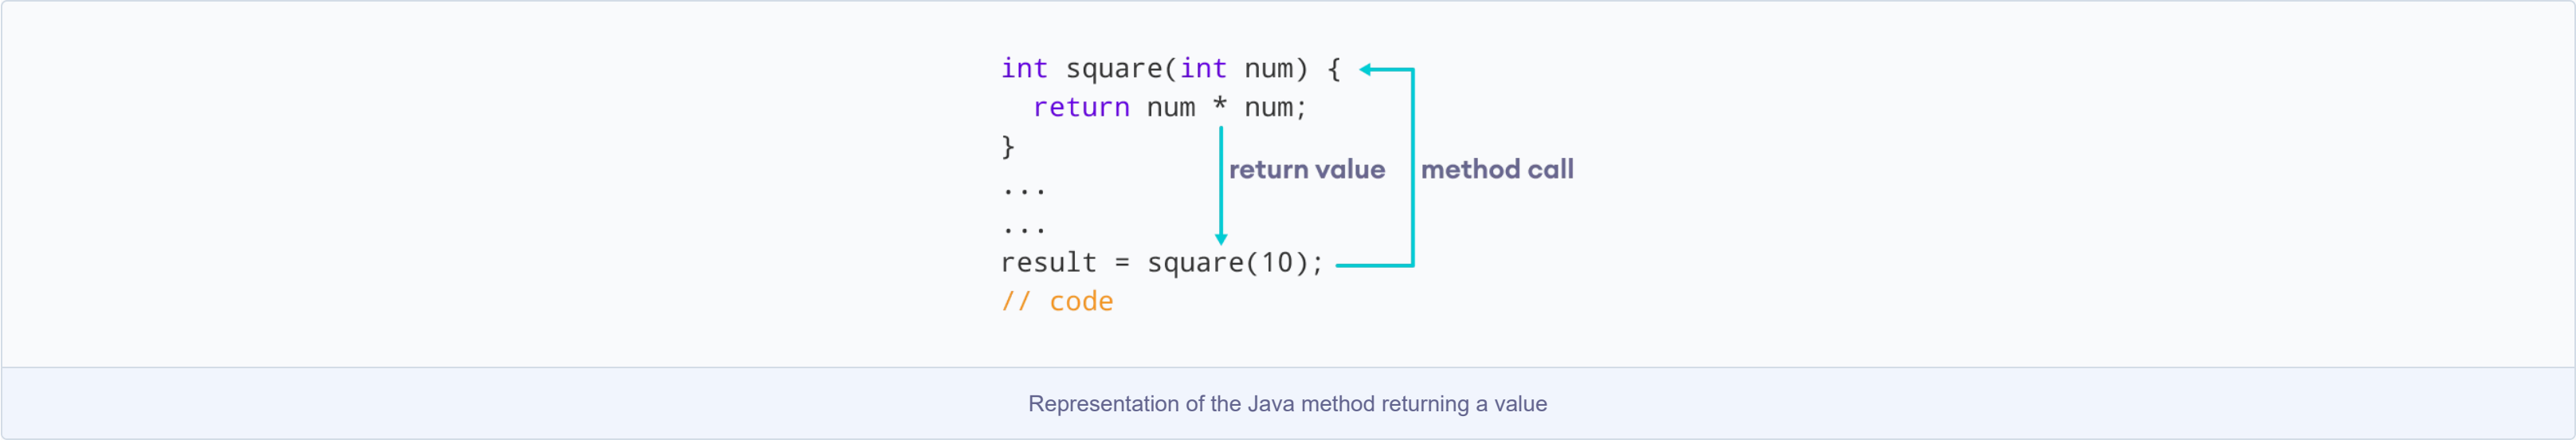 int square(int num) {
return num * num;
}
return value
method call
...
...
result = square(10);
// code
Representation of the Java method returning a value